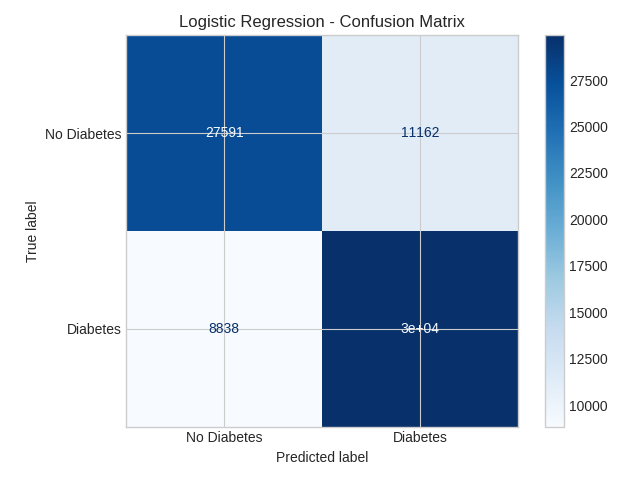 Logistic Regression - Confusion Matrix
No Diabetes
27591
11162
Diabetes
8838
3e+04
No Diabetes
Diabetes
Predicted label
True label
27500
25000
22500
20000
17500
15000
12500
10000